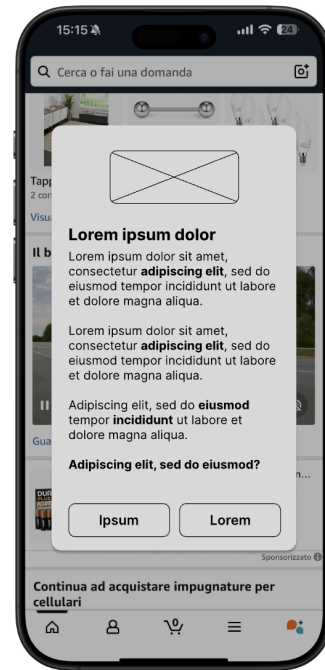 15:15
24
Cerca o fai una domanda
Tapp
2 con
Visu
Il b
Lorem ipsum dolor
Lorem ipsum dolor sit amet,
consectetur adipiscing elit, sed do
eiusmod tempor incididunt ut labore
et dolore magna aliqua.
Lorem ipsum dolor sit amet,
consectetur adipiscing elit, sed do
eiusmod tempor incididunt ut labore
et dolore magna aliqua.
Adipiscing elit, sed do eiusmod
tempor incididunt ut labore et
dolore magna aliqua.
Adipiscing elit, sed do eiusmod?
Gua
n...
DUR
PLUS
Ipsum
Lorem
Sponsorizzato
Continua ad acquistare impugnature per
cellulari
0